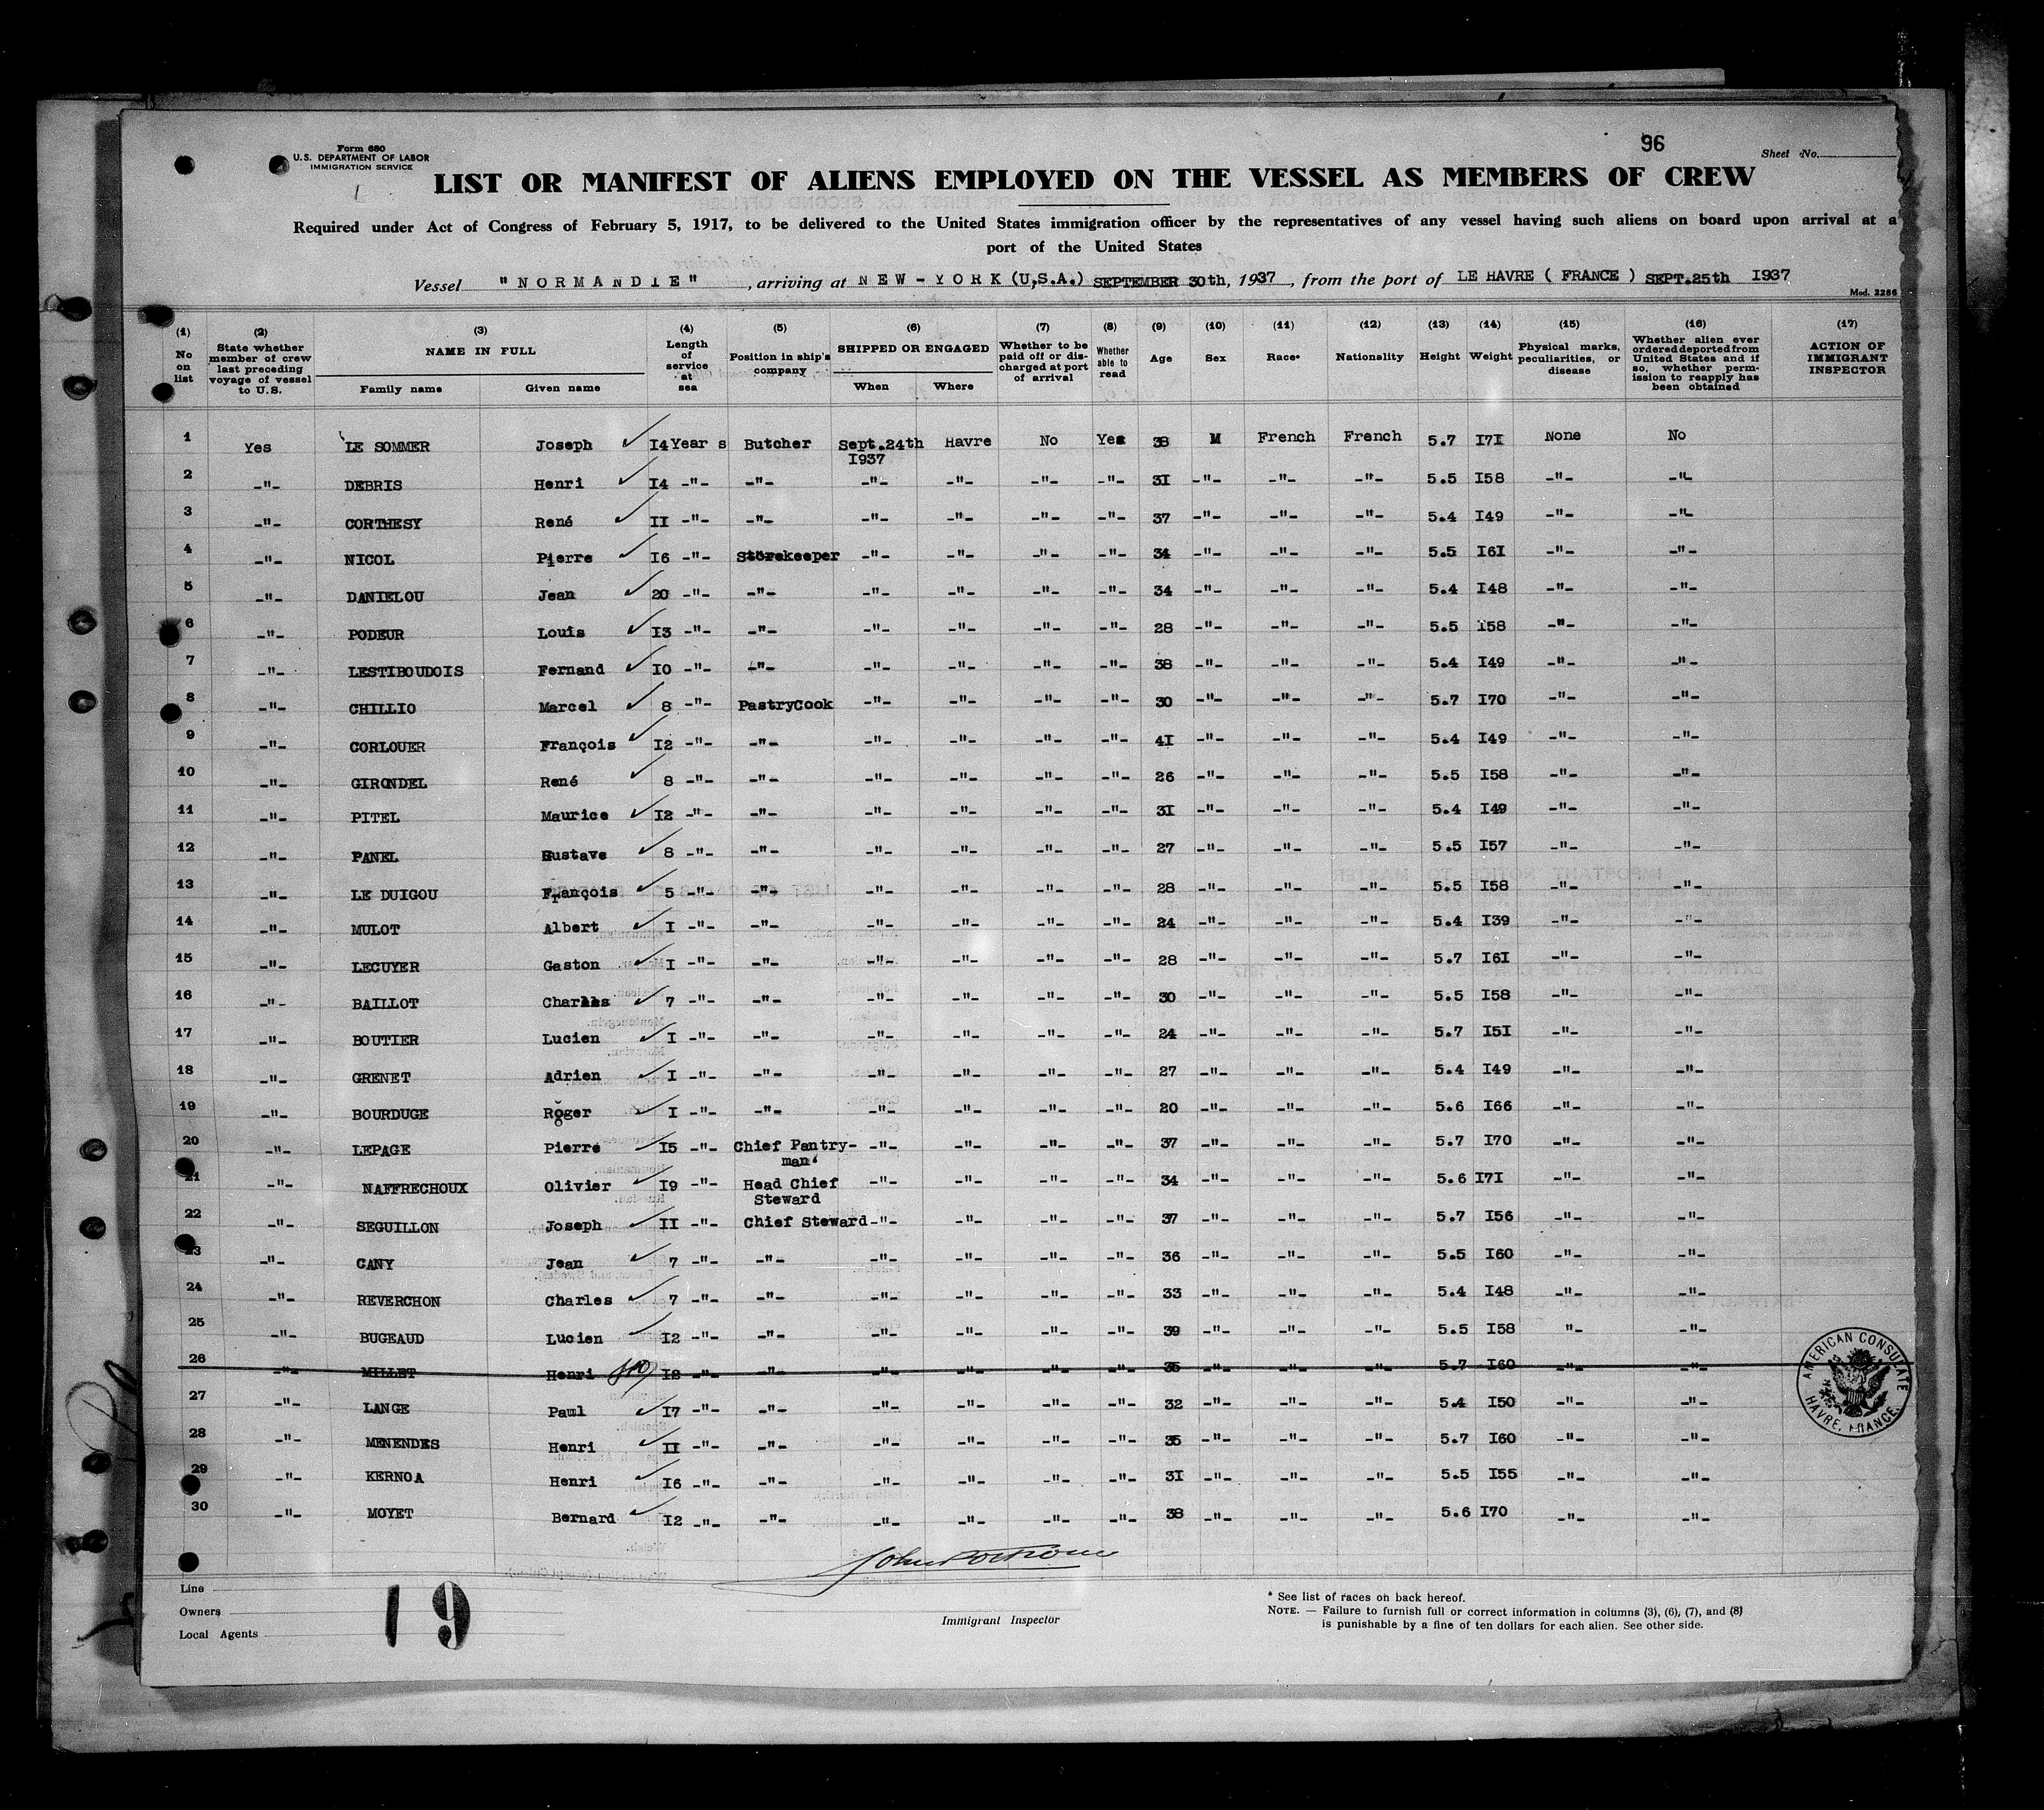 96
Form 680
U.S. DEPARTMENT OF LABOR
IMMIGRATION SERVICE
Sheet No.
LIST OR MANIFEST OF ALIENS EMPLOYED ON THE VESSEL AS MEMBERS OF CREW
Required under Act of Congress of February 5, 1917, to be delivered to the United States immigration officer by the representatives of any vessel having such aliens on board upon arrival at a
port of the United States
Vessel "NORMANDIE", arriving at NEW-YORK (U.S.A.) SEPTEMBER 30th, 1937, from the port of LE HAVRE ( FRANCE ) SEPT.25th I937
Mod. 2286
(1) No on list (2) State whether member of crew last preceding voyage of vessel to U.S. (3) NAME IN FULL Family name Given name (4) Length of service at sea (5) Position in ship's company (6) SHIPPED OR ENGAGED When Where (7) Whether to be paid off or discharged at port of arrival (8) Whether able to read (9) Age (10) Sex (11) Race* (12) Nationality (13) Height (14) Weight (15) Physical marks, peculiarities, or disease (16) Whether alien ever ordered deported from United States and if so, whether permission to reapply has been obtained (17) ACTION OF IMMIGRANT INSPECTOR
1 Yes LE SOMMER Joseph I4 Year s Butcher Sept.24th I937 Havre No Yes 38 M French French 5.7 I7I None No
2 -"- DEBRIS Henri I4 -"- -"- -"- -"- -"- -"- 3I -"- -"- -"- 5.5 I58 -"- -"-
3 -"- CORTHESY René II -"- -"- -"- -"- -"- -"- 37 -"- -"- -"- 5.4 I49 -"- -"-
4 -"- NICOL Pierre I6 -"- Storekeeper -"- -"- -"- -"- 34 -"- -"- -"- 5.5 I6I -"- -"-
5 -"- DANIELOU Jean 20 -"- -"- -"- -"- -"- -"- 34 -"- -"- -"- 5.4 I48 -"- -"-
6 -"- PODEUR Louis I3 -"- -"- -"- -"- -"- -"- 28 -"- -"- -"- 5.5 I58 -"- -"-
7 -"- LESTIBOUDOIS Fernand I0 -"- -"- -"- -"- -"- -"- 38 -"- -"- -"- 5.4 I49 -"- -"-
8 -"- CHILLIO Marcel 8 -"- PastryCook -"- -"- -"- -"- 30 -"- -"- -"- 5.7 I70 -"- -"-
9 -"- CORLOUER François I2 -"- -"- -"- -"- -"- -"- 4I -"- -"- -"- 5.4 I49 -"- -"-
10 -"- GIRONDEL René 8 -"- -"- -"- -"- -"- -"- 26 -"- -"- -"- 5.5 I58 -"- -"-
11 -"- PITEL Maurice I2 -"- -"- -"- -"- -"- -"- 3I -"- -"- -"- 5.4 I49 -"- -"-
12 -"- PANEL Gustave 8 -"- -"- -"- -"- -"- -"- 27 -"- -"- -"- 5.5 I57 -"- -"-
13 -"- LE DUIGOU François 5 -"- -"- -"- -"- -"- -"- 28 -"- -"- -"- 5.5 I58 -"- -"-
14 -"- MULOT Albert I -"- -"- -"- -"- -"- -"- 24 -"- -"- -"- 5.4 I39 -"- -"-
15 -"- LECUYER Gaston I -"- -"- -"- -"- -"- -"- 28 -"- -"- -"- 5.7 I6I -"- -"-
16 -"- BAILLOT Charles 7 -"- -"- -"- -"- -"- -"- 30 -"- -"- -"- 5.5 I58 -"- -"-
17 -"- BOUTIER Lucien I -"- -"- -"- -"- -"- -"- 24 -"- -"- -"- 5.7 I5I -"- -"-
18 -"- GRENET Adrien I -"- -"- -"- -"- -"- -"- 27 -"- -"- -"- 5.4 I49 -"- -"-
19 -"- BOURDUGE Roger I -"- -"- -"- -"- -"- -"- 20 -"- -"- -"- 5.6 I66 -"- -"-
20 -"- LEPAGE Pierre I5 -"- Chief Pantry-man -"- -"- -"- -"- 37 -"- -"- -"- 5.7 I70 -"- -"-
21 -"- NAFFRECHOUX Olivier I9 -"- Head Chief Steward -"- -"- -"- -"- 34 -"- -"- -"- 5.6 I7I -"- -"-
22 -"- SEGUILLON Joseph II -"- Chief Steward -"- -"- -"- -"- 37 -"- -"- -"- 5.7 I56 -"- -"-
23 -"- CANY Jean 7 -"- -"- -"- -"- -"- -"- 36 -"- -"- -"- 5.5 I60 -"- -"-
24 -"- REVERCHON Charles 7 -"- -"- -"- -"- -"- -"- 33 -"- -"- -"- 5.4 I48 -"- -"-
25 -"- BUGEAUD Lucien I2 -"- -"- -"- -"- -"- -"- 39 -"- -"- -"- 5.5 I58 "- -"-
26 -"- MILLET Henri I2 -"- -"- -"- -"- -"- -"- 35 -"- -"- -"- 5.7 I60 -"- -"-
27 -"- LANGE Paul I7 -"- -"- -"- -"- -"- -"- 32 -"- -"- -"- 5.4 I50 -"- -"-
28 -"- MENENDES Henri II -"- -"- -"- -"- -"- -"- 35 -"- -"- -"- 5.7 I60 -"- -"-
29 -"- KERNOA Henri I6 -"- -"- -"- -"- -"- -"- 3I -"- -"- -"- 5.5 I55 -"- -"-
30 -"- MOYET Bernard I2 -"- -"- -"- -"- -"- -"- 38 -"- -"- -"- 5.6 I70 -"- -"-
AMERICAN CONSULATE
HAVRE, FRANCE.
Line
Owners
Local Agents
19
Immigrant Inspector
* See list of races on back hereof.
NOTE. — Failure to furnish full or correct information in columns (3), (6), (7), and (8)
is punishable by a fine of ten dollars for each alien. See other side.